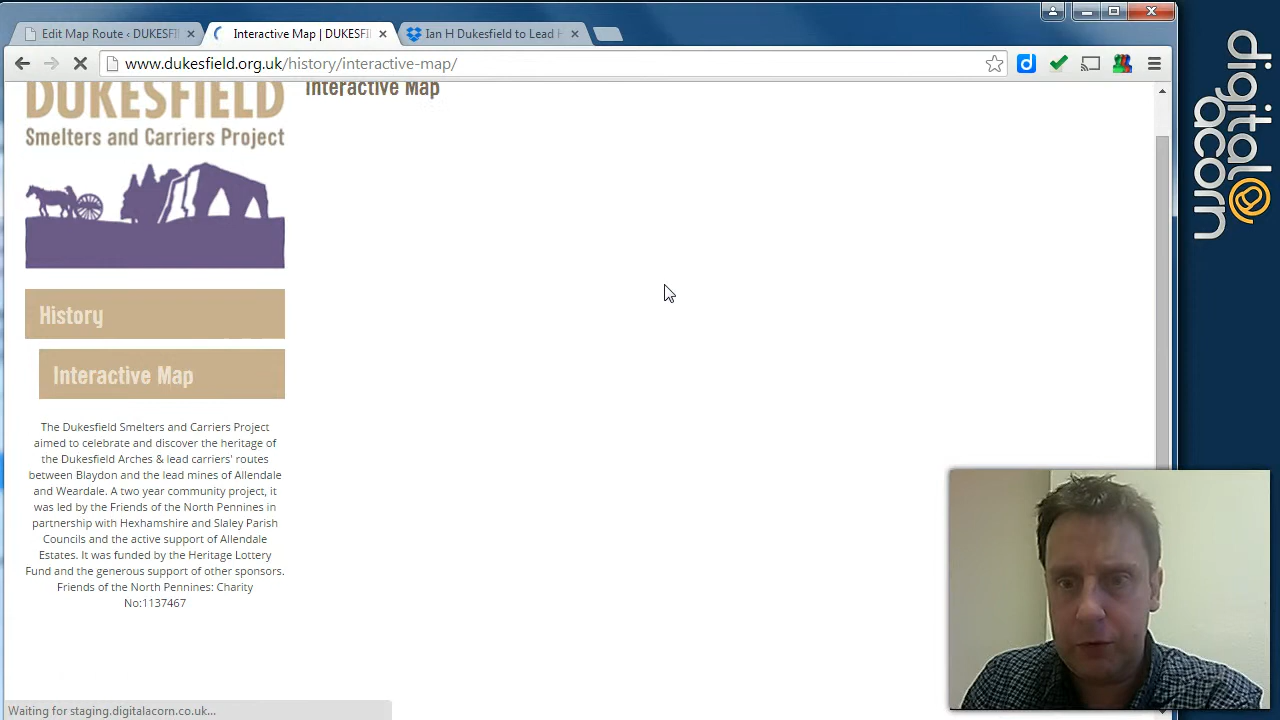 Edit Map Route ‹ DUKESFI
Interactive Map | DUKESFI
Ian H Dukesfield to Lead H
www.dukesfield.org.uk/history/interactive-map/
digital@acorn
DUKESFIELD
Smelters and Carriers Project
Interactive Map
History
Interactive Map
The Dukesfield Smelters and Carriers Project
aimed to celebrate and discover the heritage of
the Dukesfield Arches & lead carriers' routes
between Blaydon and the lead mines of Allendale
and Weardale. A two year community project, it
was led by the Friends of the North Pennines in
partnership with Hexhamshire and Slaley Parish
Councils and the active support of Allendale
Estates. It was funded by the Heritage Lottery
Fund and the generous support of other sponsors.
Friends of the North Pennines: Charity
No:1137467
Waiting for staging.digitalacorn.co.uk...